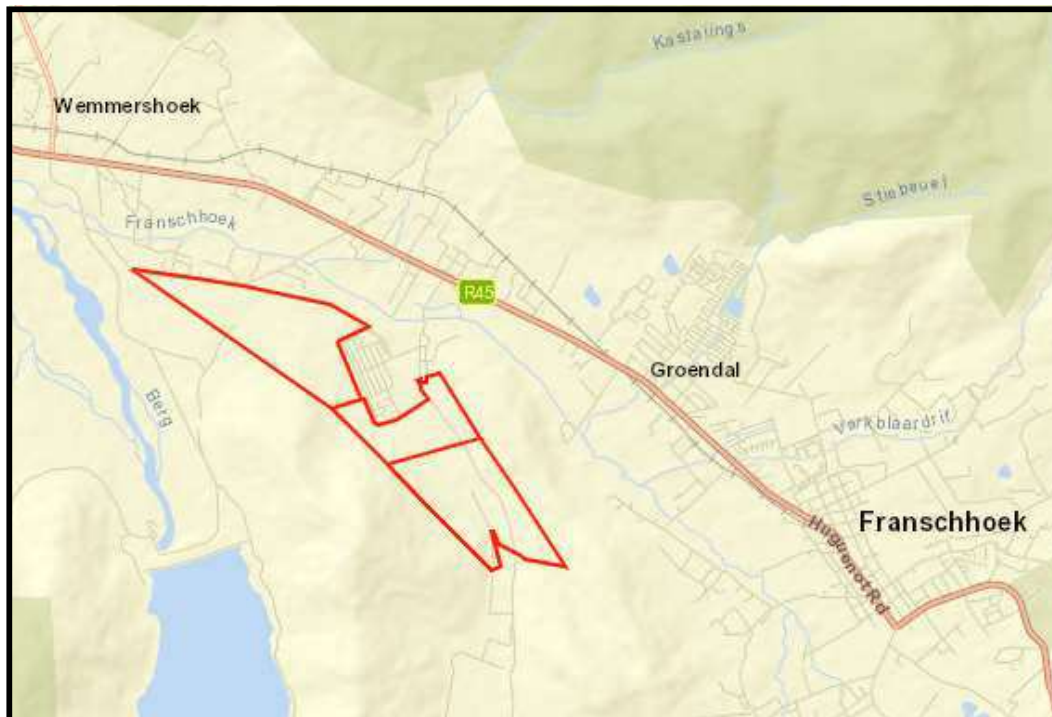 Kastaiings
Wemmershoek
Stiebeuel
Franschhoek
R45
Groendal
Berg
Varkblaardrif
Franschhoek
Huguenot Rd